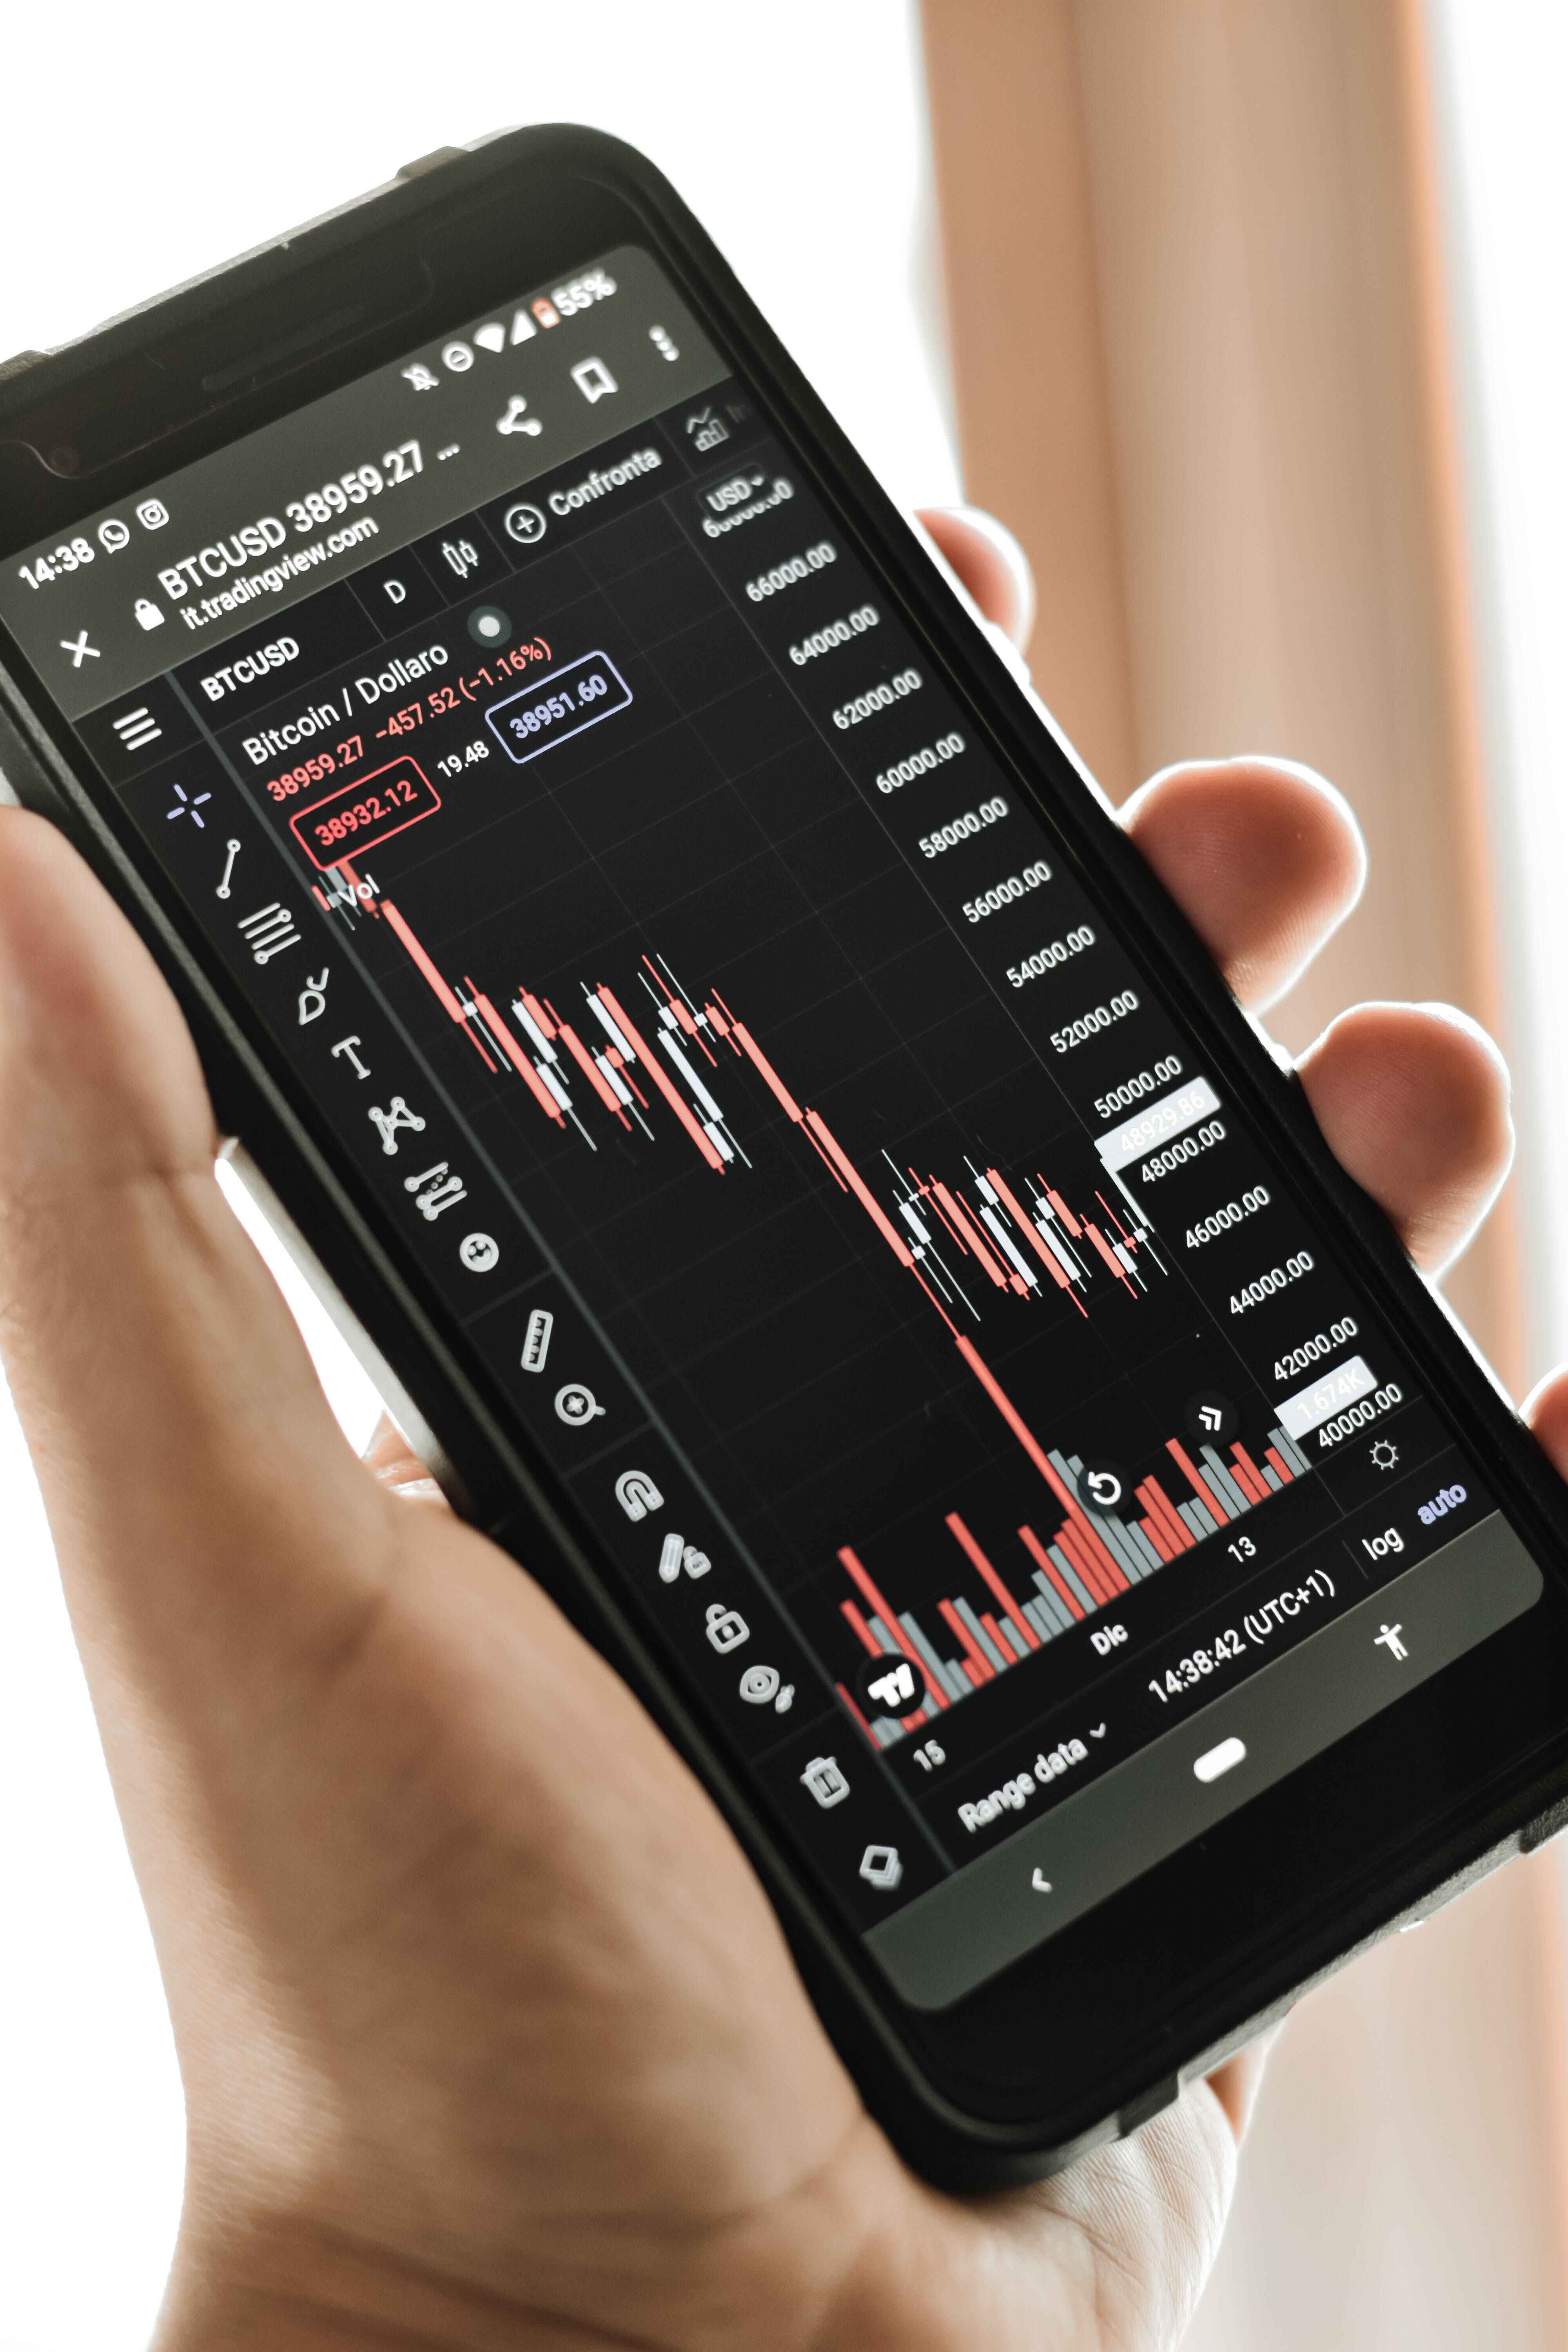 14:38
55%
BTCUSD 38959.27 ...
it.tradingview.com
BTCUSD
D
Confronta
Bitcoin / Dollaro
38959.27 −457.52 (−1.16%)
38932.12
19.48
38951.60
Vol
USD
66000.00
64000.00
62000.00
60000.00
58000.00
56000.00
54000.00
52000.00
50000.00
48929.86
48000.00
46000.00
44000.00
42000.00
1.674K
40000.00
15
Dic
13
Range data
14:38:42 (UTC+1)
log
auto